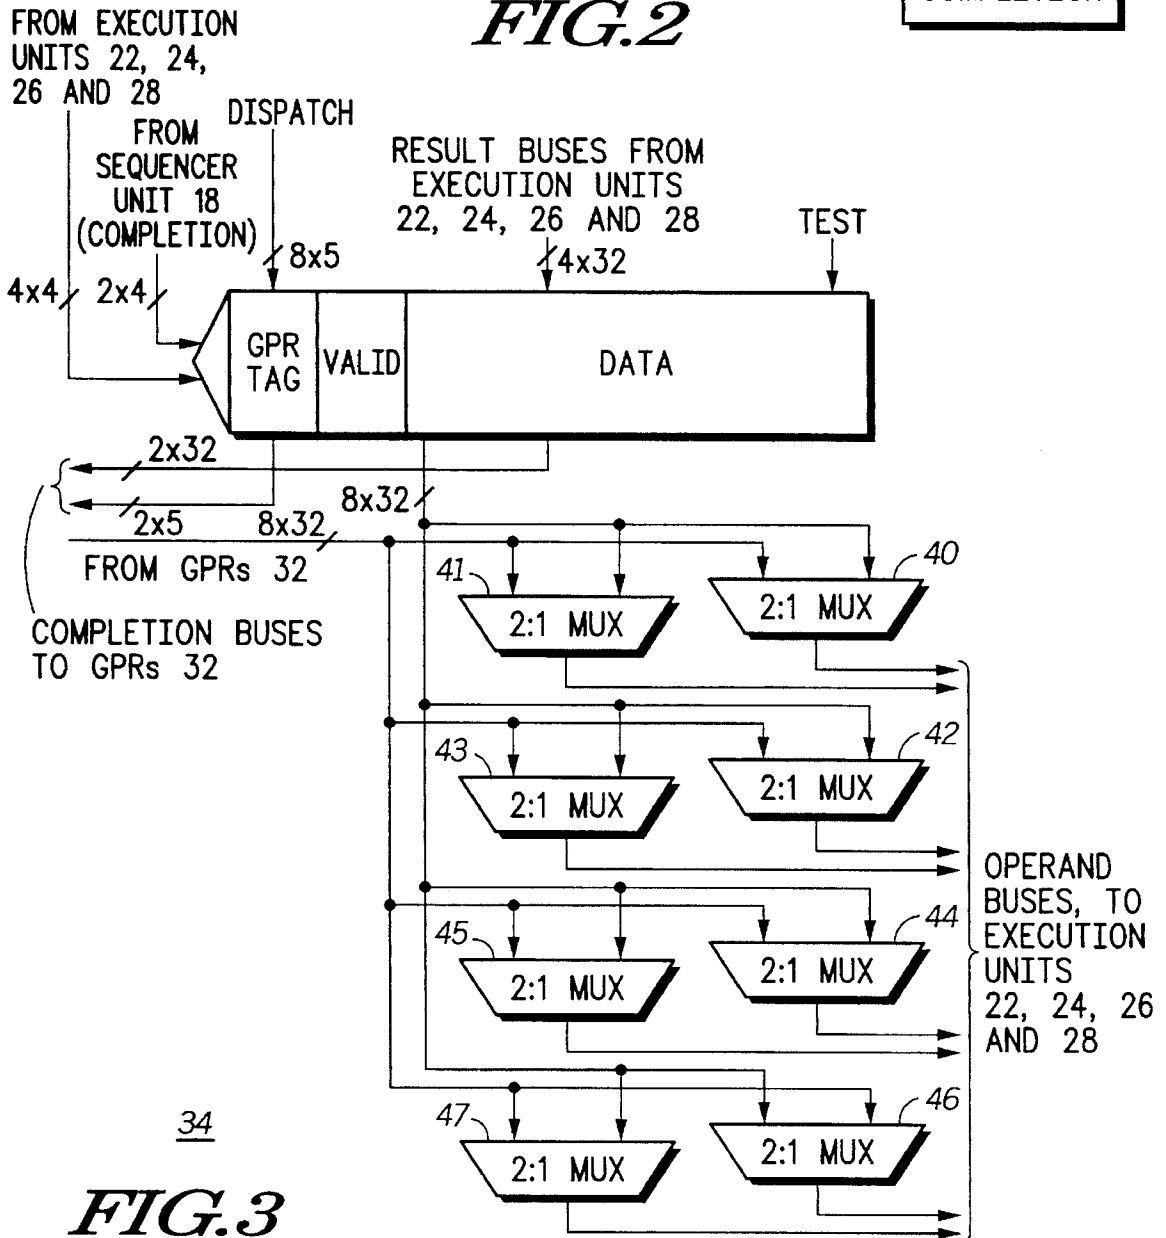 FIG.2
FROM EXECUTION
UNITS 22, 24,
26 AND 28
FROM
SEQUENCER
UNIT 18
(COMPLETION)
DISPATCH
RESULT BUSES FROM
EXECUTION UNITS
22, 24, 26 AND 28
TEST
4x4
2x4
8x5
4x32
GPR
TAG
VALID
DATA
2x32
2x5
8x32
8x32
FROM GPRs 32
COMPLETION BUSES
TO GPRs 32
41
2:1 MUX
40
2:1 MUX
43
2:1 MUX
42
2:1 MUX
45
2:1 MUX
44
2:1 MUX
47
2:1 MUX
46
2:1 MUX
OPERAND
BUSES, TO
EXECUTION
UNITS
22, 24, 26
AND 28
34
FIG.3